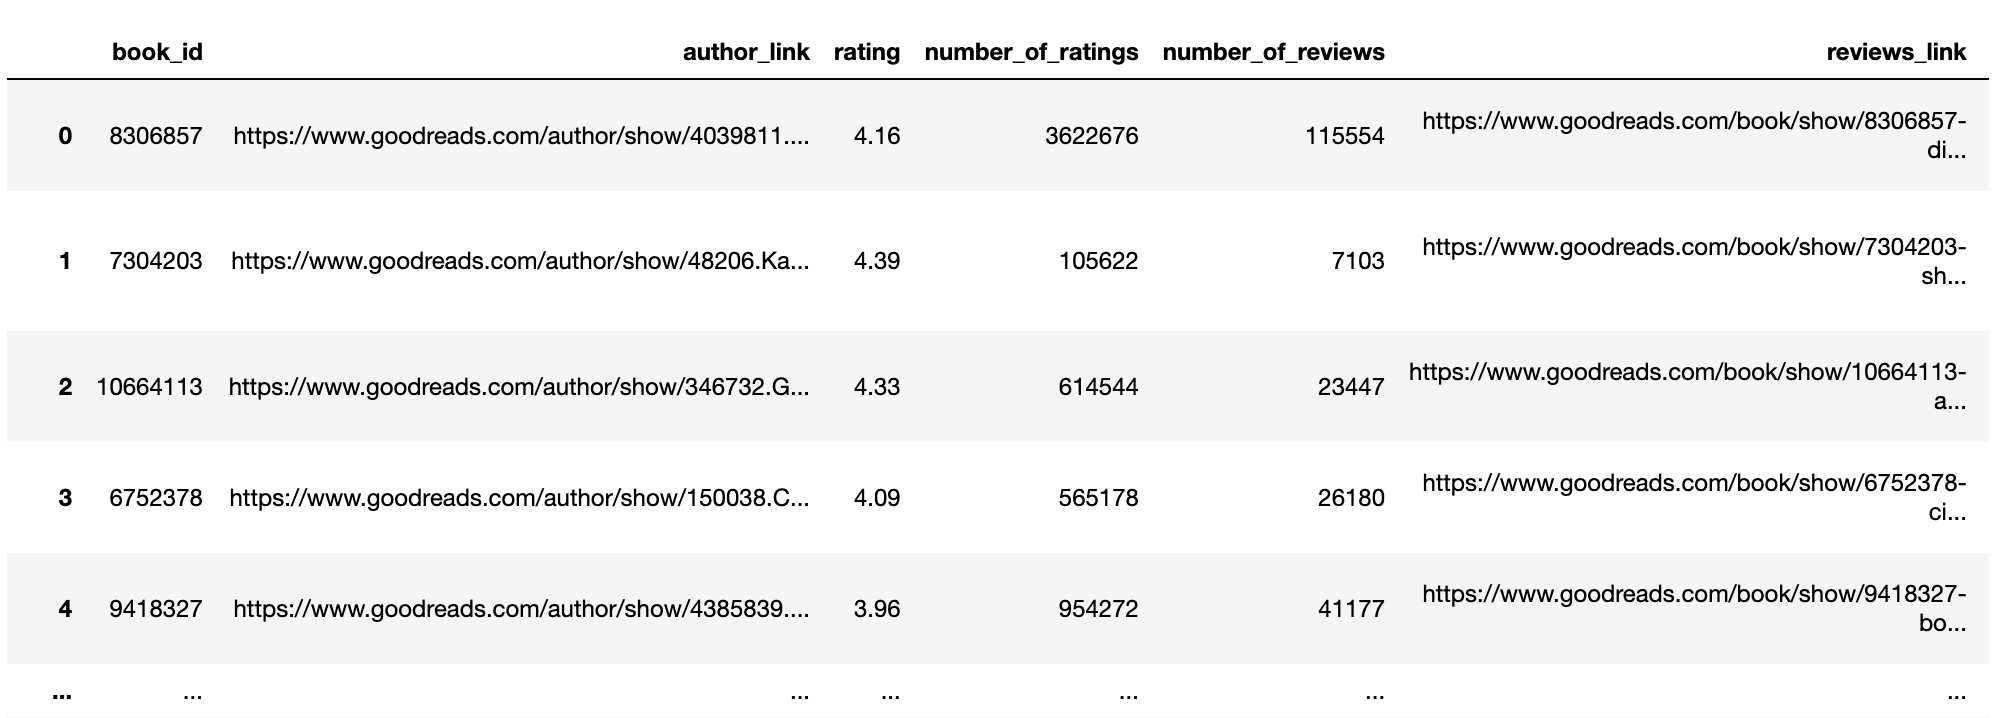 book_id author_link rating number_of_ratings number_of_reviews reviews_link
0 8306857 https://www.goodreads.com/author/show/4039811.... 4.16 3622676 115554 https://www.goodreads.com/book/show/8306857-
di...
1 7304203 https://www.goodreads.com/author/show/48206.Ka... 4.39 105622 7103 https://www.goodreads.com/book/show/7304203-
sh...
2 10664113 https://www.goodreads.com/author/show/346732.G... 4.33 614544 23447 https://www.goodreads.com/book/show/10664113-
a...
3 6752378 https://www.goodreads.com/author/show/150038.C... 4.09 565178 26180 https://www.goodreads.com/book/show/6752378-
ci...
4 9418327 https://www.goodreads.com/author/show/4385839.... 3.96 954272 41177 https://www.goodreads.com/book/show/9418327-
bo...
... ... ... ... ... ... ...